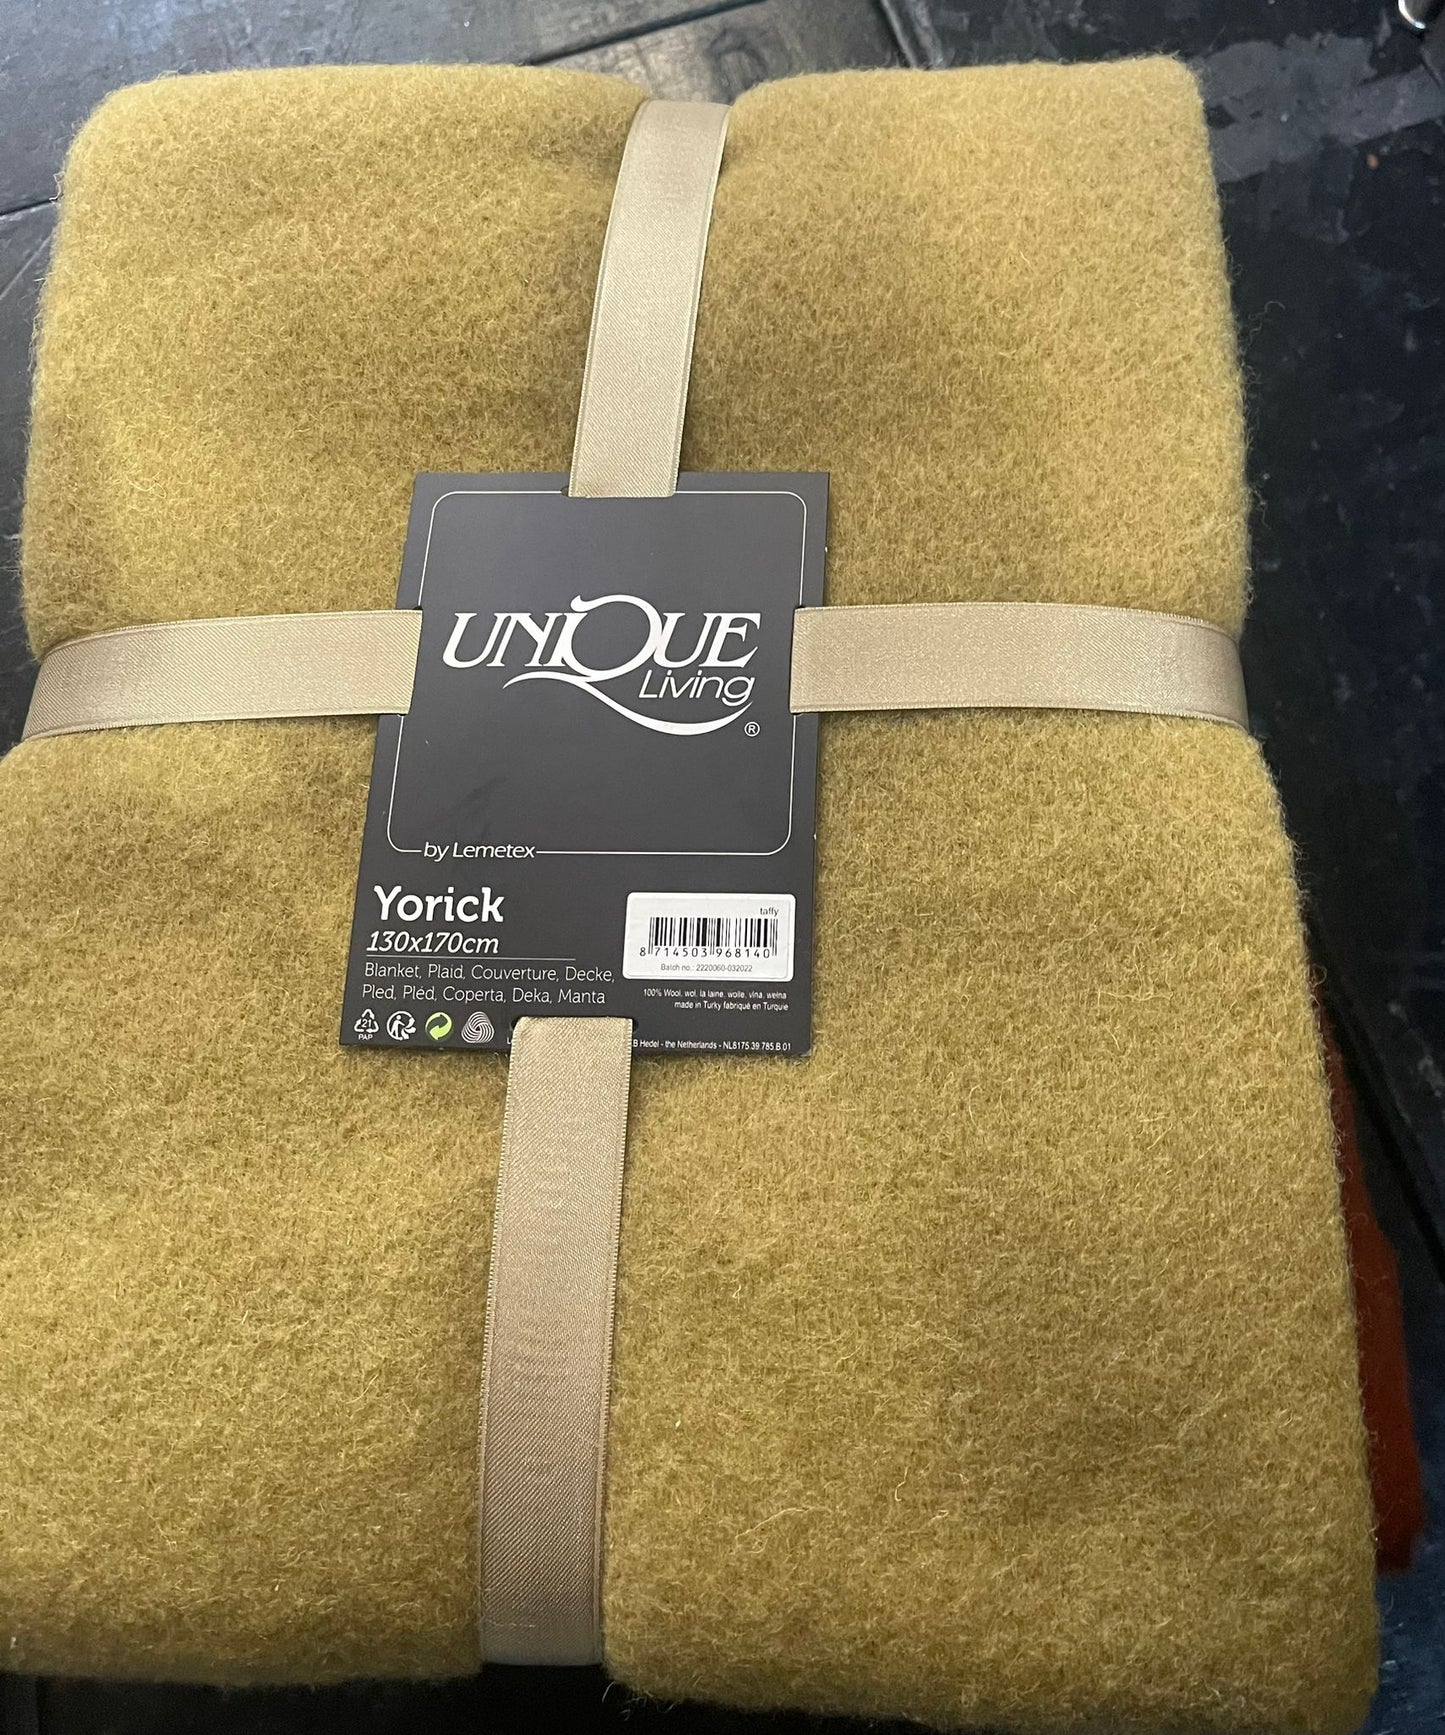 UNIQUE
Living
®
by Lemetex
Yorick
130x170cm
Blanket, Plaid, Couverture, Decke,
Pled, Pléd, Coperta, Deka, Manta
taffy
8 714503 968140
Batch no.: 2220060-032022
100% Wool, wol, la laine, wolle, vlna, wełna
made in Turky fabriqué en Turquie
21
PAP
B Hedel - the Netherlands - NL8175.39.785.B.01